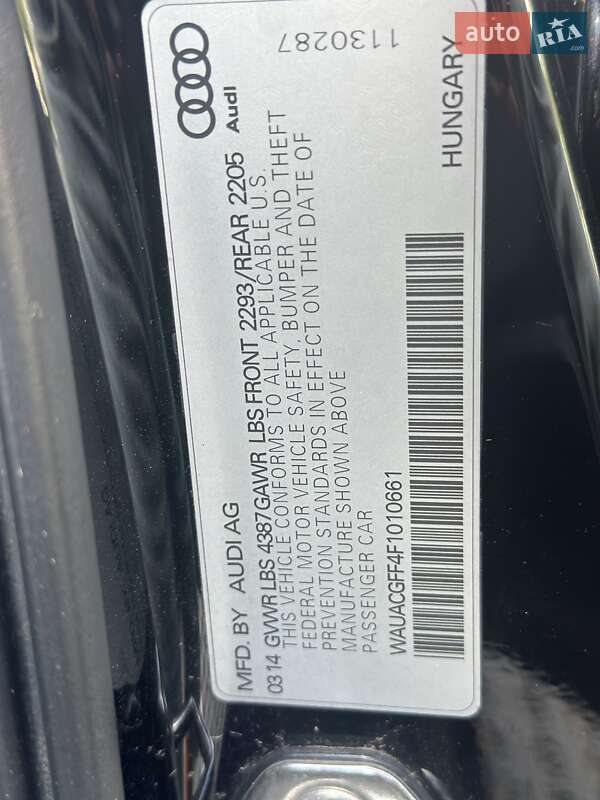 auto RIA.com
1130287
Audi
MFD. BY AUDI AG
0314 GVWR LBS 4387GAWR LBS FRONT 2293/REAR 2205
THIS VEHICLE CONFORMS TO ALL APPLICABLE U.S.
FEDERAL MOTOR VEHICLE SAFETY, BUMPER AND THEFT
PREVENTION STANDARDS IN EFFECT ON THE DATE OF
MANUFACTURE SHOWN ABOVE
PASSENGER CAR
WAUACGFF4F1010661
HUNGARY